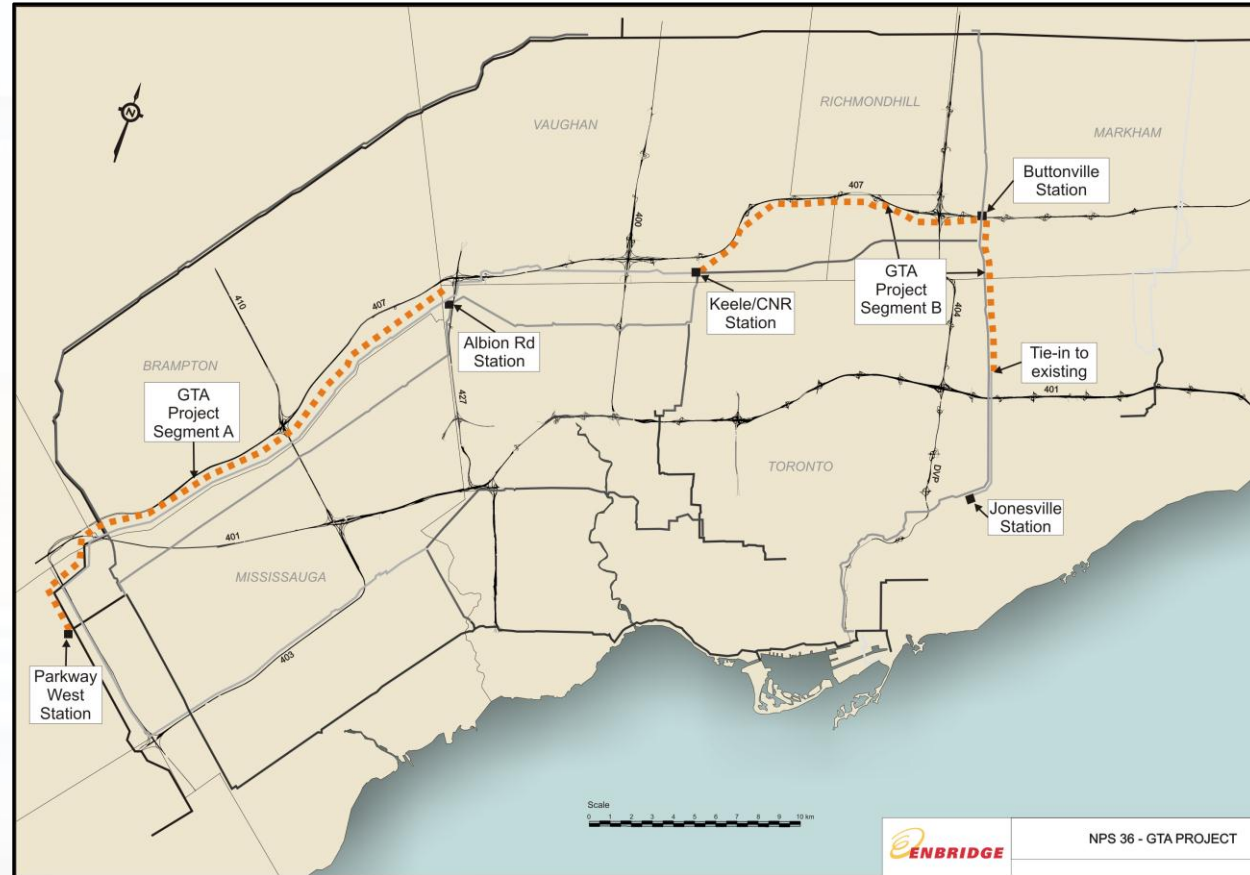 N
RICHMONDHILL
VAUGHAN
MARKHAM
Buttonville
Station
407
400
GTA
Project
Segment B
Keele/CNR
Station
404
410
407
Albion Rd
Station
BRAMPTON
Tie-in to
existing
401
GTA
Project
Segment A
427
TORONTO
DVP
Jonesville
Station
401
MISSISSAUGA
403
Parkway
West
Station
Scale
0 1 2 3 4 5 6 7 8 9 10 km
ENBRIDGE
NPS 36 - GTA PROJECT